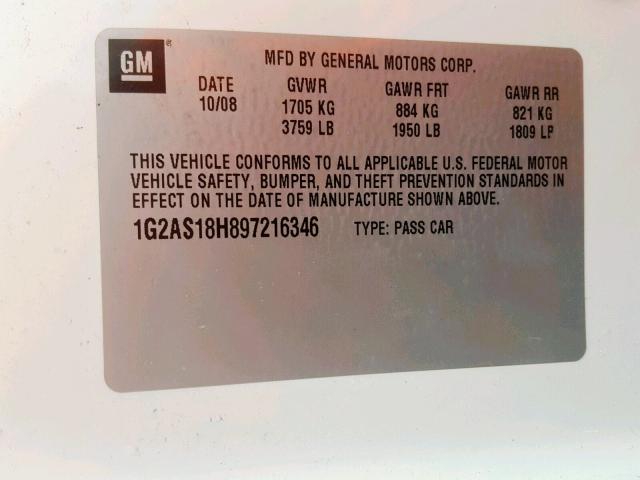 GM ®
MFD BY GENERAL MOTORS CORP.
DATE GVWR GAWR FRT GAWR RR
10/08 1705 KG 884 KG 821 KG
3759 LB 1950 LB 1809 LB
THIS VEHICLE CONFORMS TO ALL APPLICABLE U.S. FEDERAL MOTOR
VEHICLE SAFETY, BUMPER, AND THEFT PREVENTION STANDARDS IN
EFFECT ON THE DATE OF MANUFACTURE SHOWN ABOVE.
1G2AS18H897216346 TYPE: PASS CAR